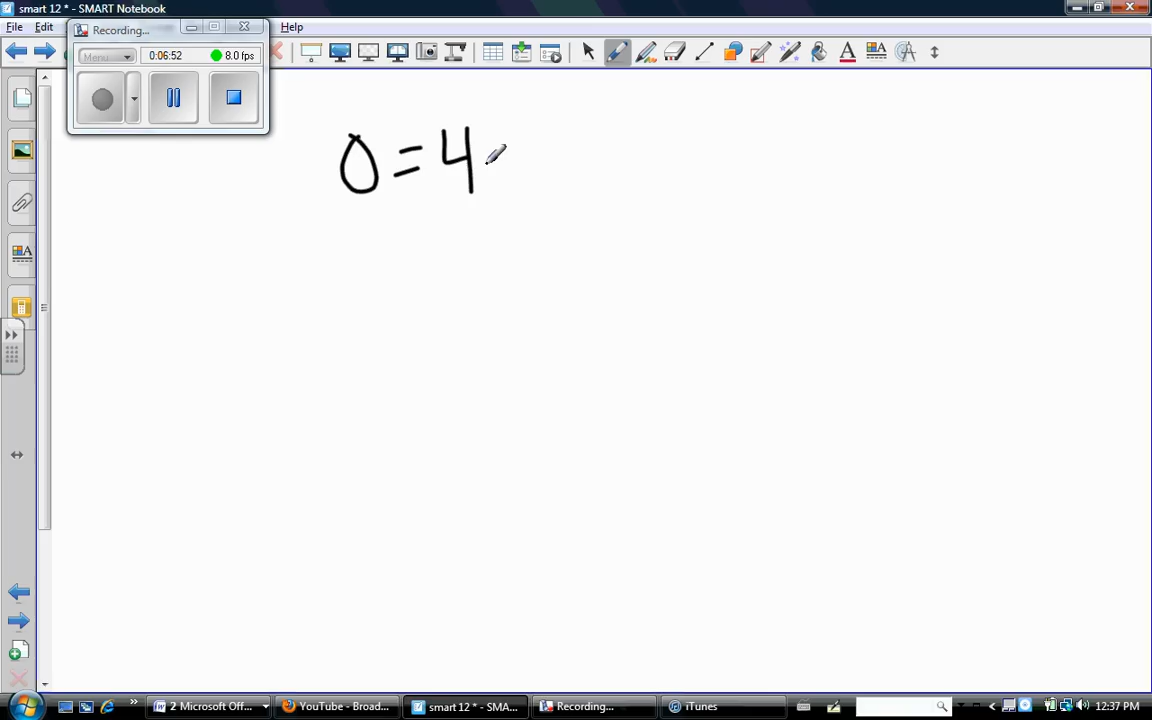 smart 12 * - SMART Notebook
File Edit Help
Recording...
Menu 0:06:52 8.0 fps
0 = 4
2 Microsoft Off... YouTube - Broad... smart 12 * - SMA... Recording... iTunes 12:37 PM